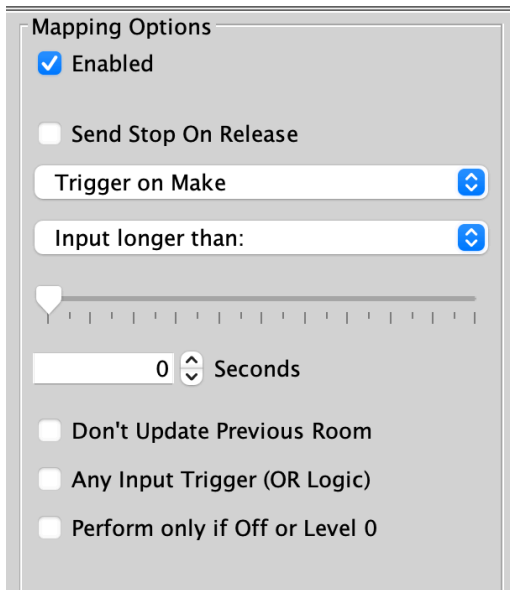 Mapping Options
Enabled
Send Stop On Release
Trigger on Make
Input longer than:
0 Seconds
Don't Update Previous Room
Any Input Trigger (OR Logic)
Perform only if Off or Level 0